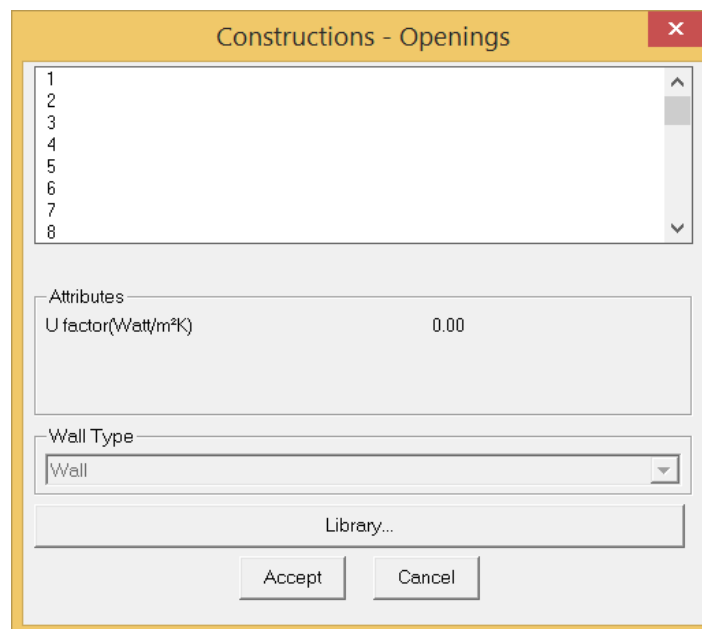 Constructions - Openings
1
2
3
4
5
6
7
8
Attributes
U factor(Watt/m²K) 0.00
Wall Type
Wall
Library...
Accept Cancel